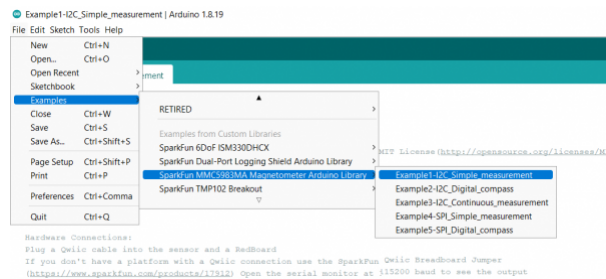 Example1-I2C_Simple_measurement | Arduino 1.8.19
File Edit Sketch Tools Help
New Ctrl+N
Open... Ctrl+O
Open Recent
Sketchbook
Examples
Close Ctrl+W
Save Ctrl+S
Save As... Ctrl+Shift+S
Page Setup Ctrl+Shift+P
Print Ctrl+P
Preferences Ctrl+Comma
Quit Ctrl+Q
ement
RETIRED
Examples from Custom Libraries
SparkFun 6DoF ISM330DHCX
SparkFun Dual-Port Logging Shield Arduino Library
SparkFun MMC5983MA Magnetometer Arduino Library
SparkFun TMP102 Breakout
MIT License(http://opensource.org/licenses/M
Example1-I2C_Simple_measurement
Example2-I2C_Digital_compass
Example3-I2C_Continuous_measurement
Example4-SPI_Simple_measurement
Example5-SPI_Digital_compass
Hardware Connections:
Plug a Qwiic cable into the sensor and a RedBoard
If you don't have a platform with a Qwiic connection use the SparkFun Qwiic Breadboard Jumper
(https://www.sparkfun.com/products/17912) Open the serial monitor at 115200 baud to see the output